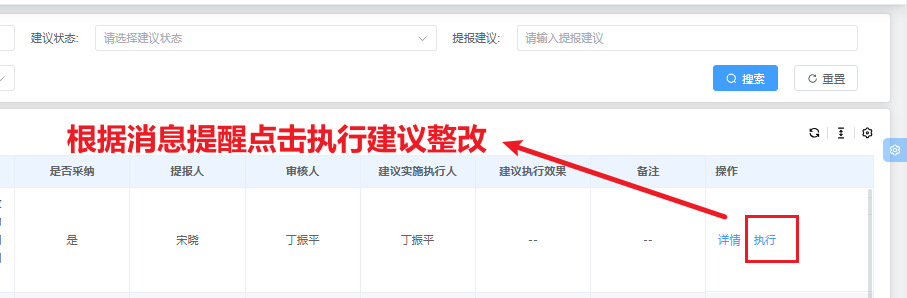 建议状态: 请选择建议状态 提报建议: 请输入提报建议
搜索 重置
根据消息提醒点击执行建议整改
是否采纳 提报人 审核人 建议实施执行人 建议执行效果 备注 操作
是 宋晓 丁振平 丁振平 -- -- 详情 执行